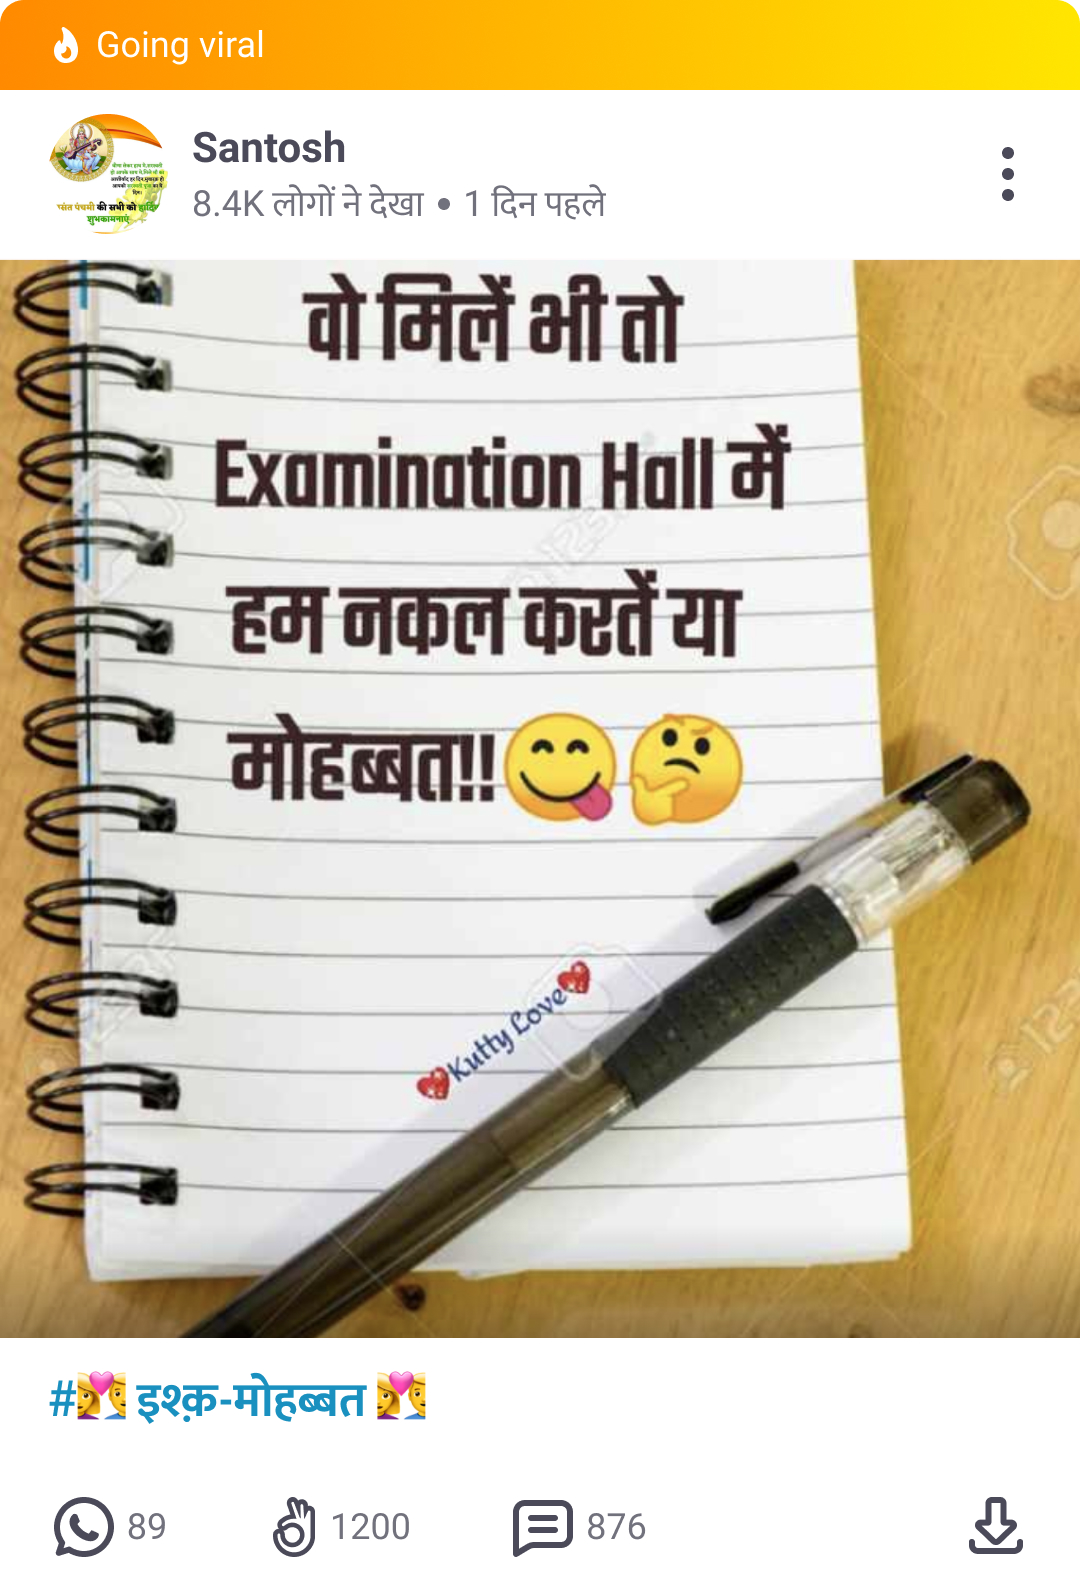 Going viral
Santosh
8.4K लोगों ने देखा • 1 दिन पहले
वो मिलें भी तो
Examination Hall में
हम नकल करतें या
मोहब्बत!!😋🤔
💖Kutty Love💖
#💏 इश्क़-मोहब्बत 💏
89
1200
876